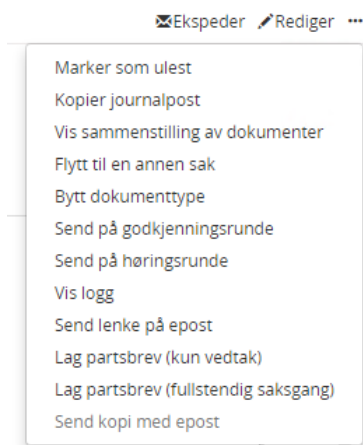 Ekspeder Rediger ...
Marker som ulest
Kopier journalpost
Vis sammenstilling av dokumenter
Flytt til en annen sak
Bytt dokumenttype
Send på godkjenningsrunde
Send på høringsrunde
Vis logg
Send lenke på epost
Lag partsbrev (kun vedtak)
Lag partsbrev (fullstendig saksgang)
Send kopi med epost